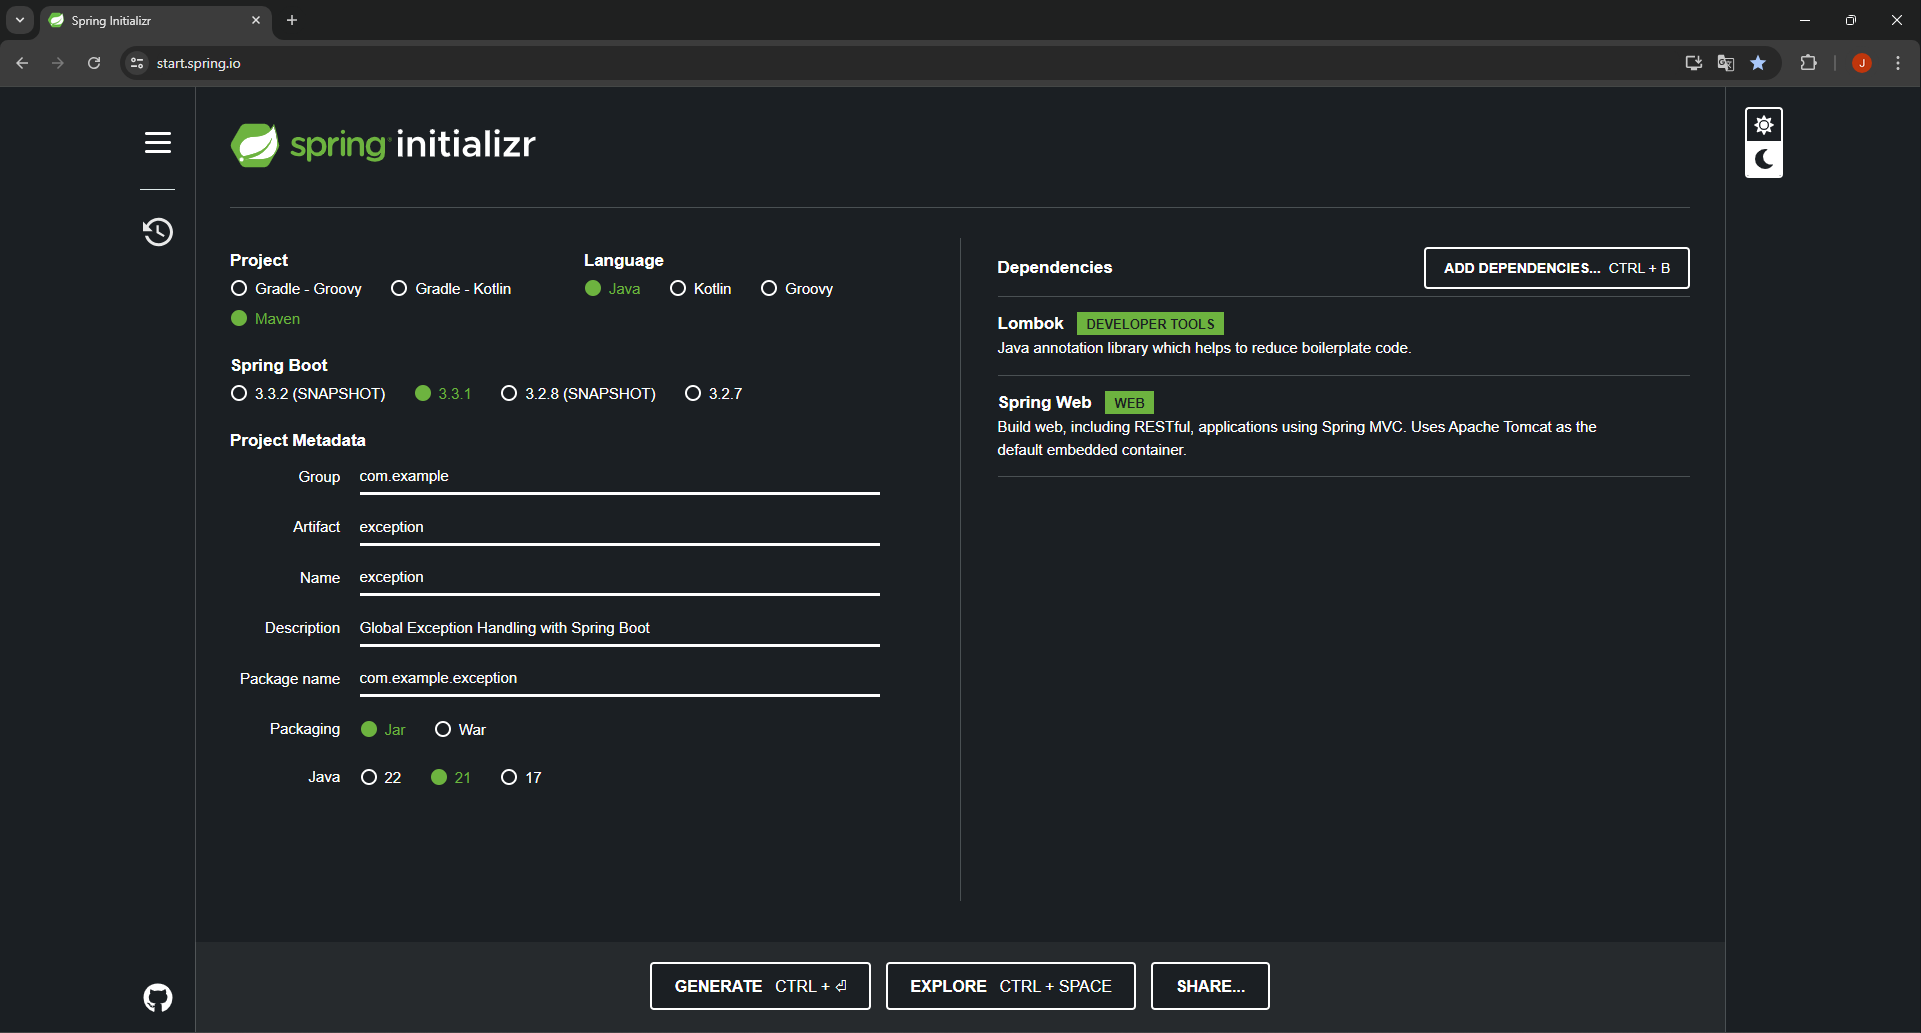 Spring Initializr
start.spring.io
J
spring initializr
Project
Gradle - Groovy Gradle - Kotlin
Maven
Language
Java Kotlin Groovy
Spring Boot
3.3.2 (SNAPSHOT) 3.3.1 3.2.8 (SNAPSHOT) 3.2.7
Project Metadata
Group com.example
Artifact exception
Name exception
Description Global Exception Handling with Spring Boot
Package name com.example.exception
Packaging Jar War
Java 22 21 17
Dependencies ADD DEPENDENCIES... CTRL + B
Lombok DEVELOPER TOOLS
Java annotation library which helps to reduce boilerplate code.
Spring Web WEB
Build web, including RESTful, applications using Spring MVC. Uses Apache Tomcat as the
default embedded container.
GENERATE CTRL + ⏎ EXPLORE CTRL + SPACE SHARE...